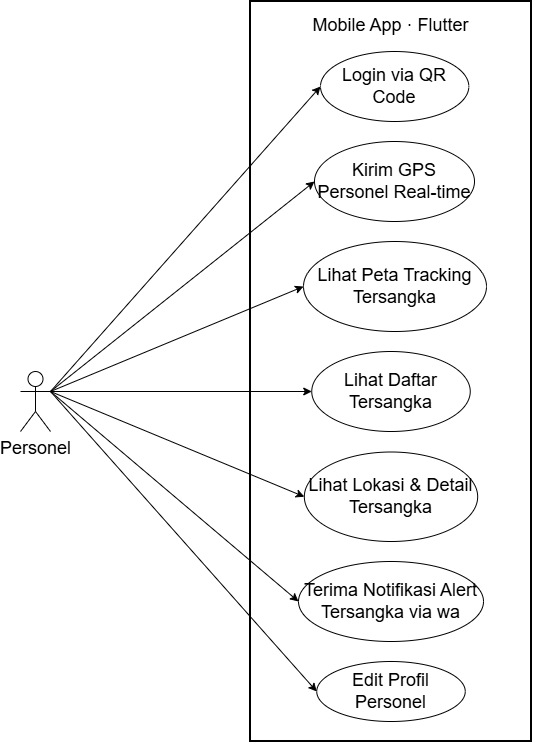 Mobile App · Flutter
Login via QR
Code
Kirim GPS
Personel Real-time
Lihat Peta Tracking
Tersangka
Lihat Daftar
Tersangka
Personel
Lihat Lokasi & Detail
Tersangka
Terima Notifikasi Alert
Tersangka via wa
Edit Profil
Personel